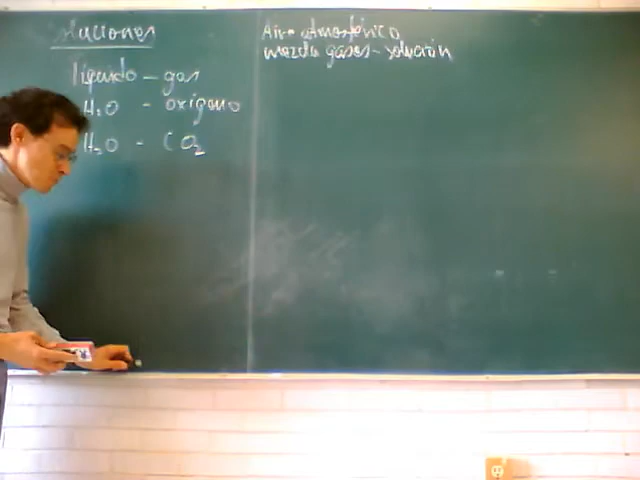 Soluciones
líquido - gas
H2O - oxígeno
H2O - CO2
Aire atmosférico
mezcla gases - solución